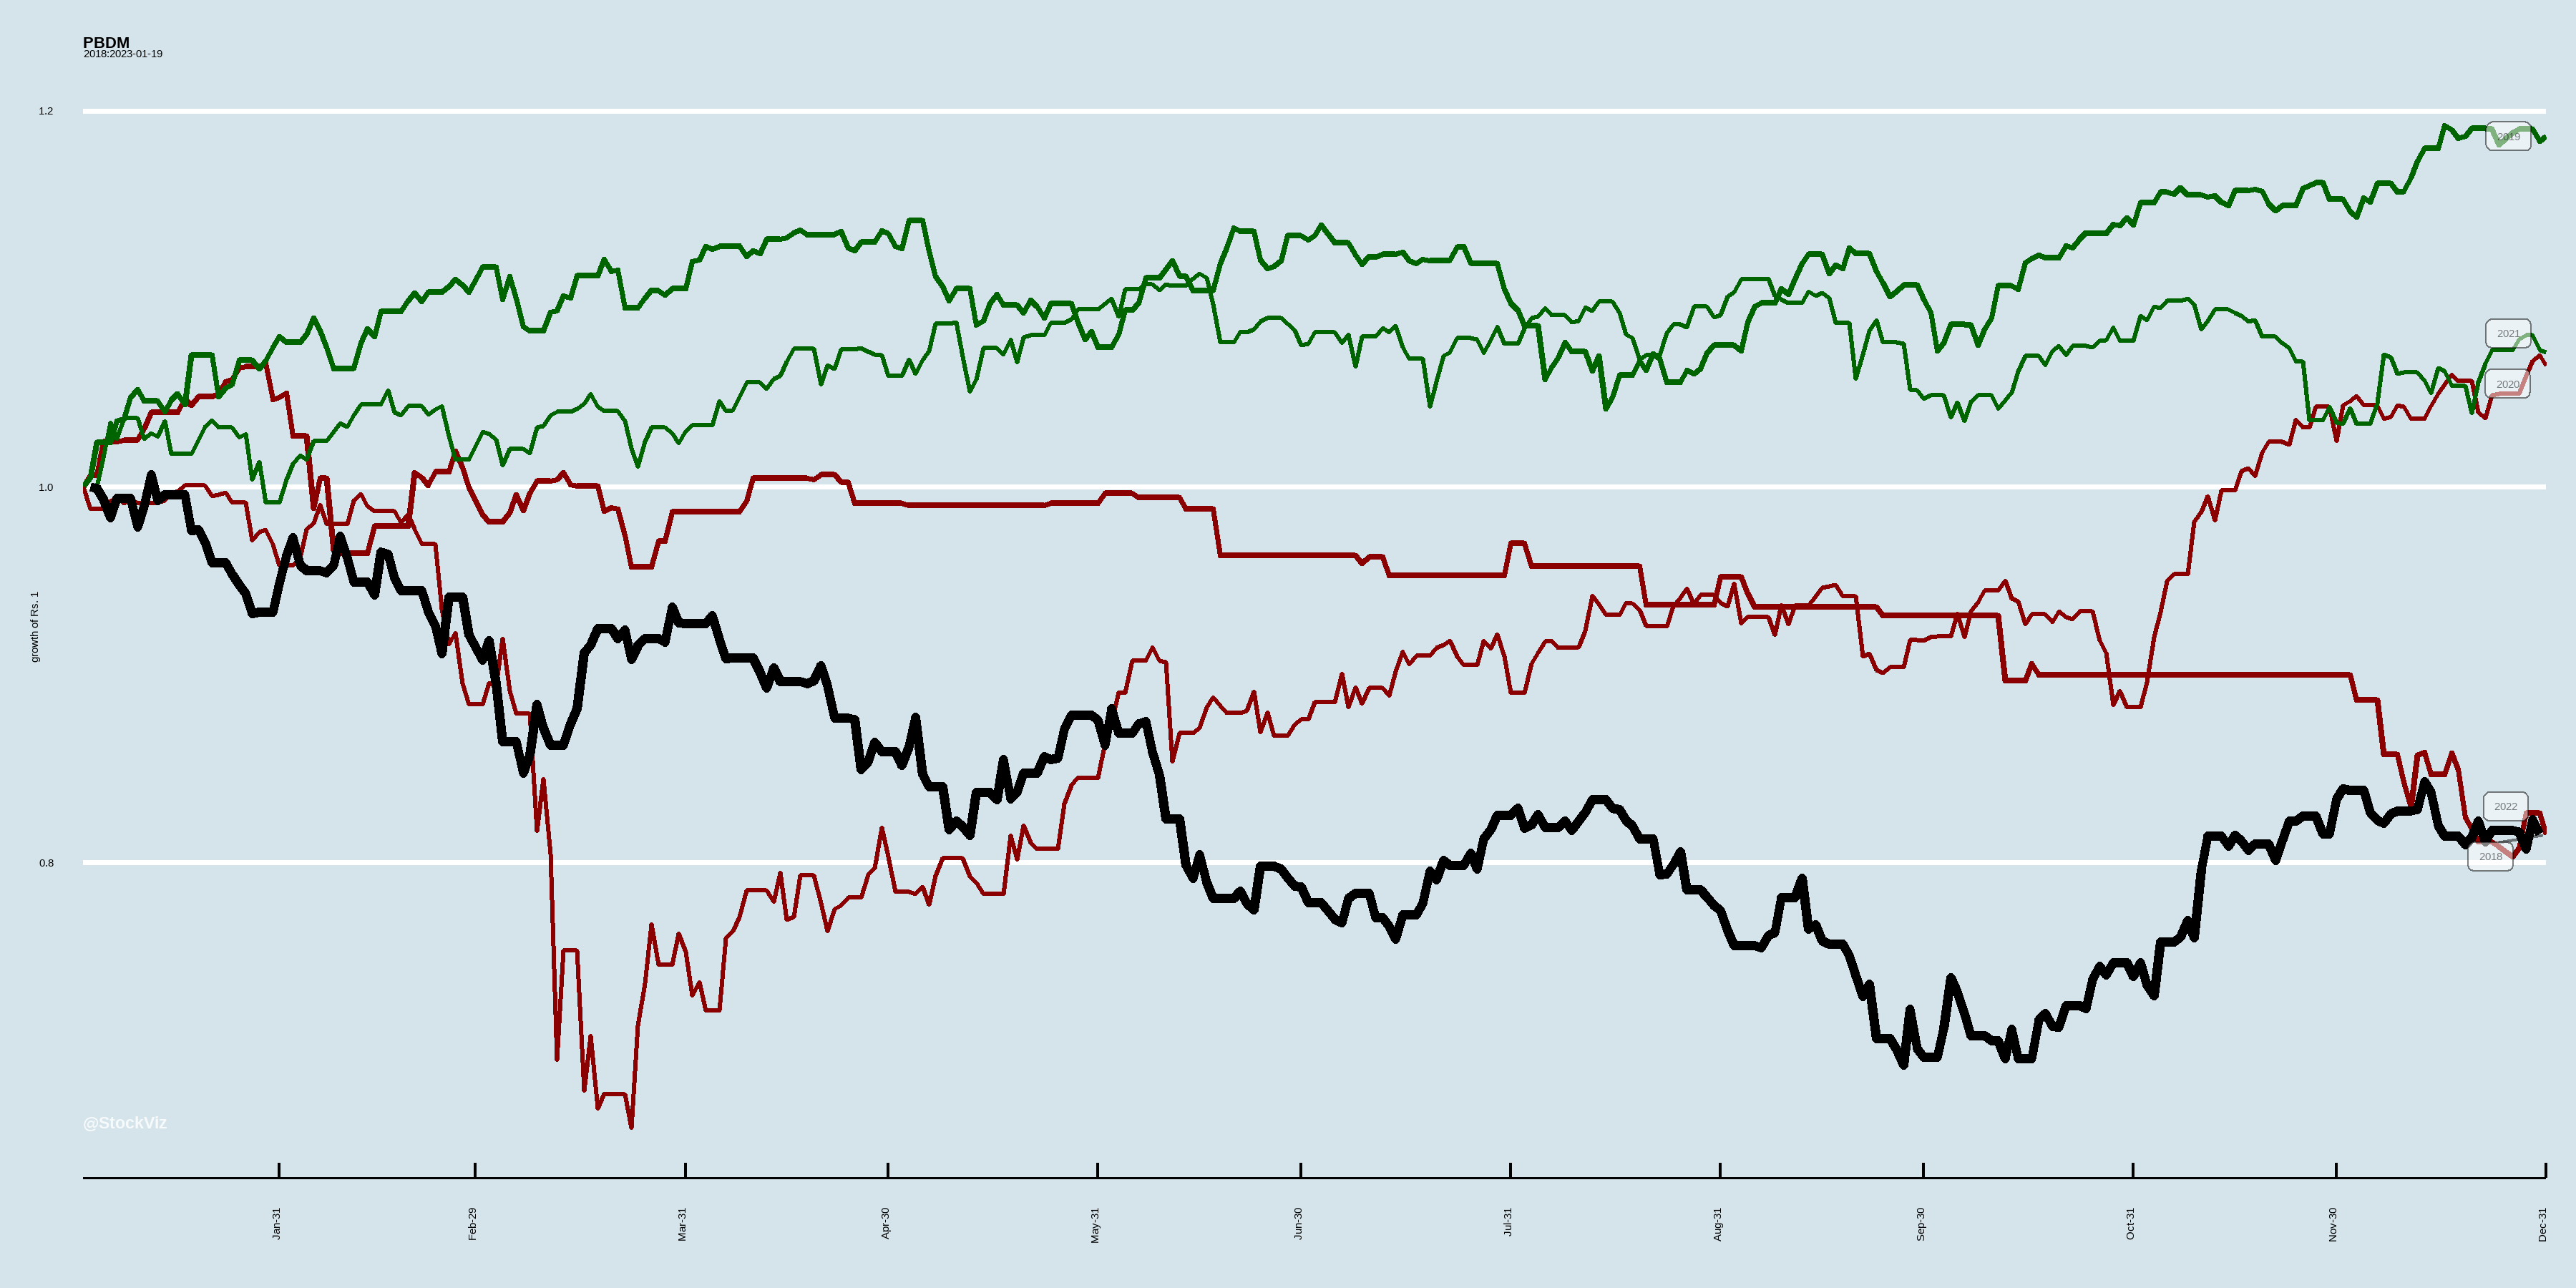 PBDM
2018:2023-01-19
1.2
1.0
0.8
growth of Rs. 1
2019
2021
2020
2022
2018
@StockViz
Jan-31
Feb-29
Mar-31
Apr-30
May-31
Jun-30
Jul-31
Aug-31
Sep-30
Oct-31
Nov-30
Dec-31